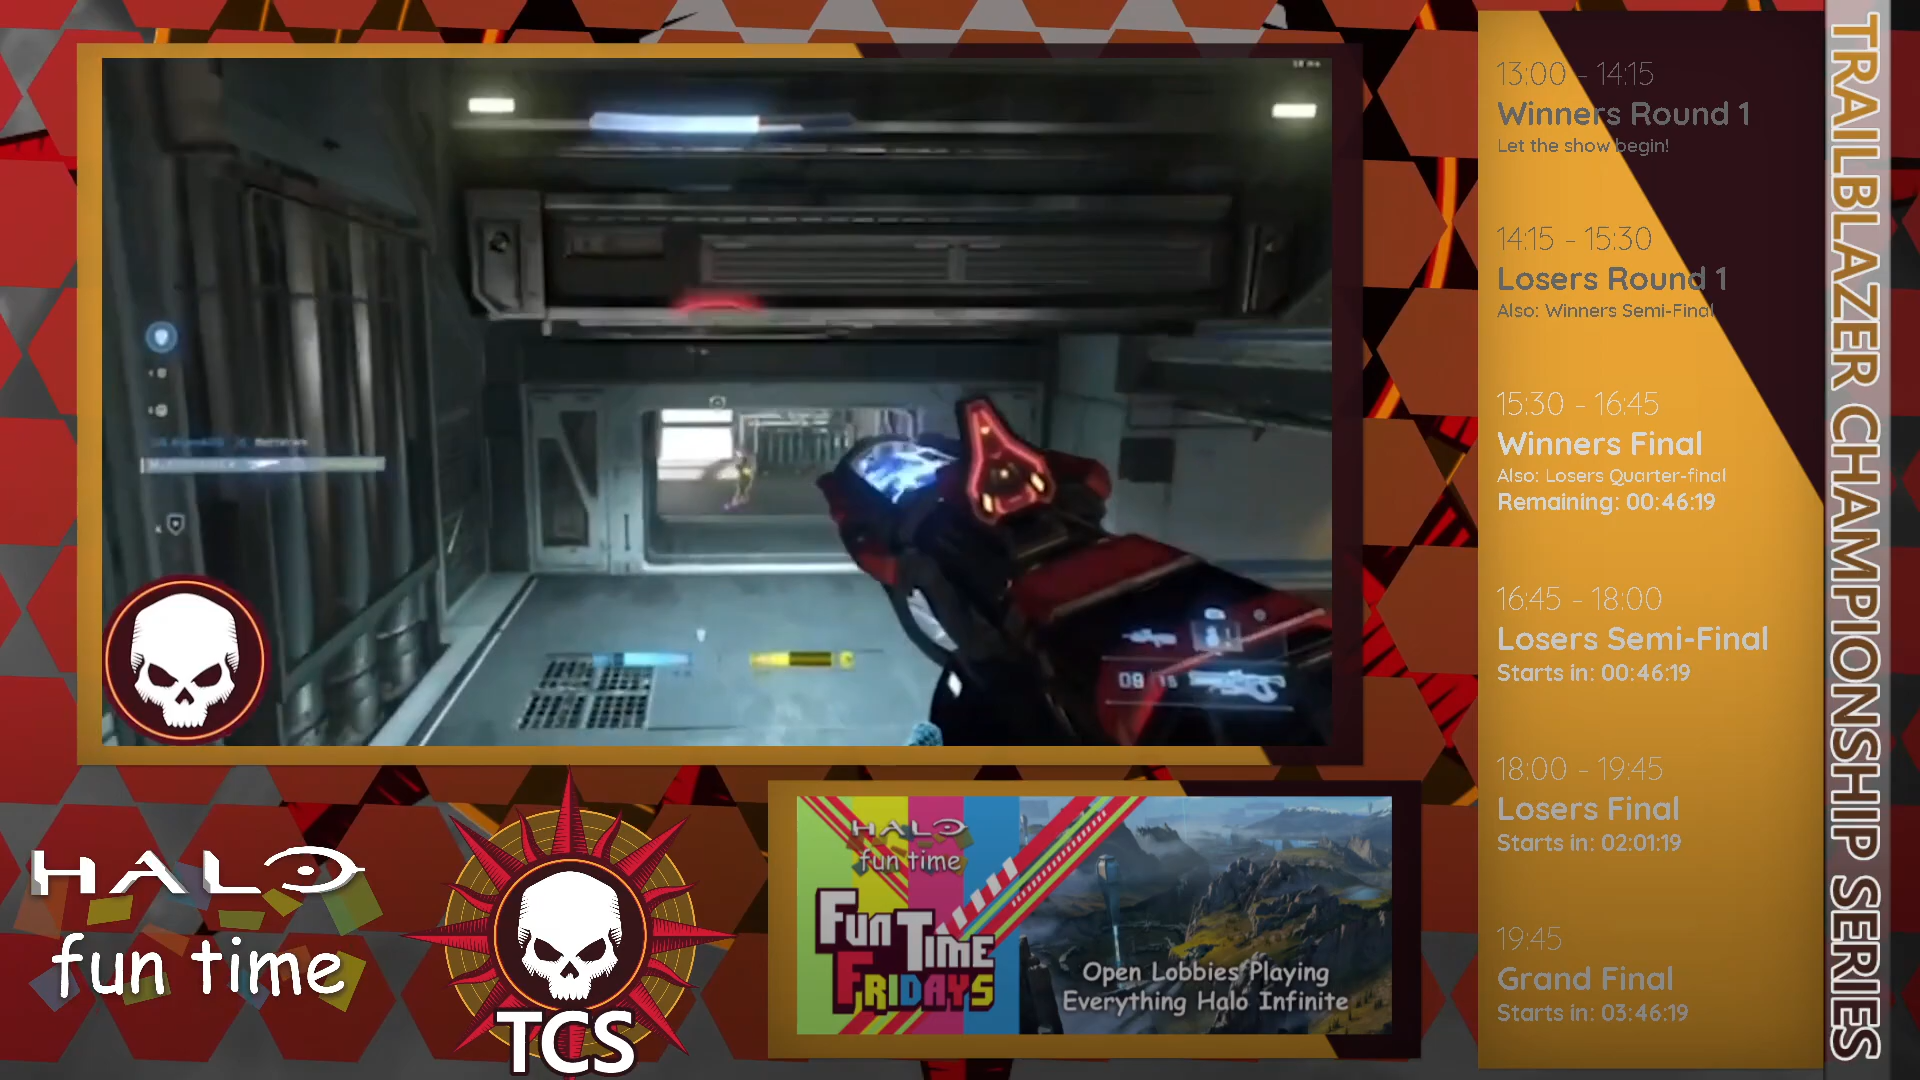 13:00 - 14:15
Winners Round 1
Let the show begin!
14:15 - 15:30
Losers Round 1
Also: Winners Semi-Final
15:30 - 16:45
Winners Final
Also: Losers Quarter-final
Remaining: 00:46:19
16:45 - 18:00
Losers Semi-Final
Starts in: 00:46:19
18:00 - 19:45
Losers Final
Starts in: 02:01:19
19:45
Grand Final
Starts in: 03:46:19
TRAILBLAZER CHAMPIONSHIP SERIES
HALO
fun time
TCS
HALO
fun time
FUN TIME
FRIDAYS
Open Lobbies Playing
Everything Halo Infinite